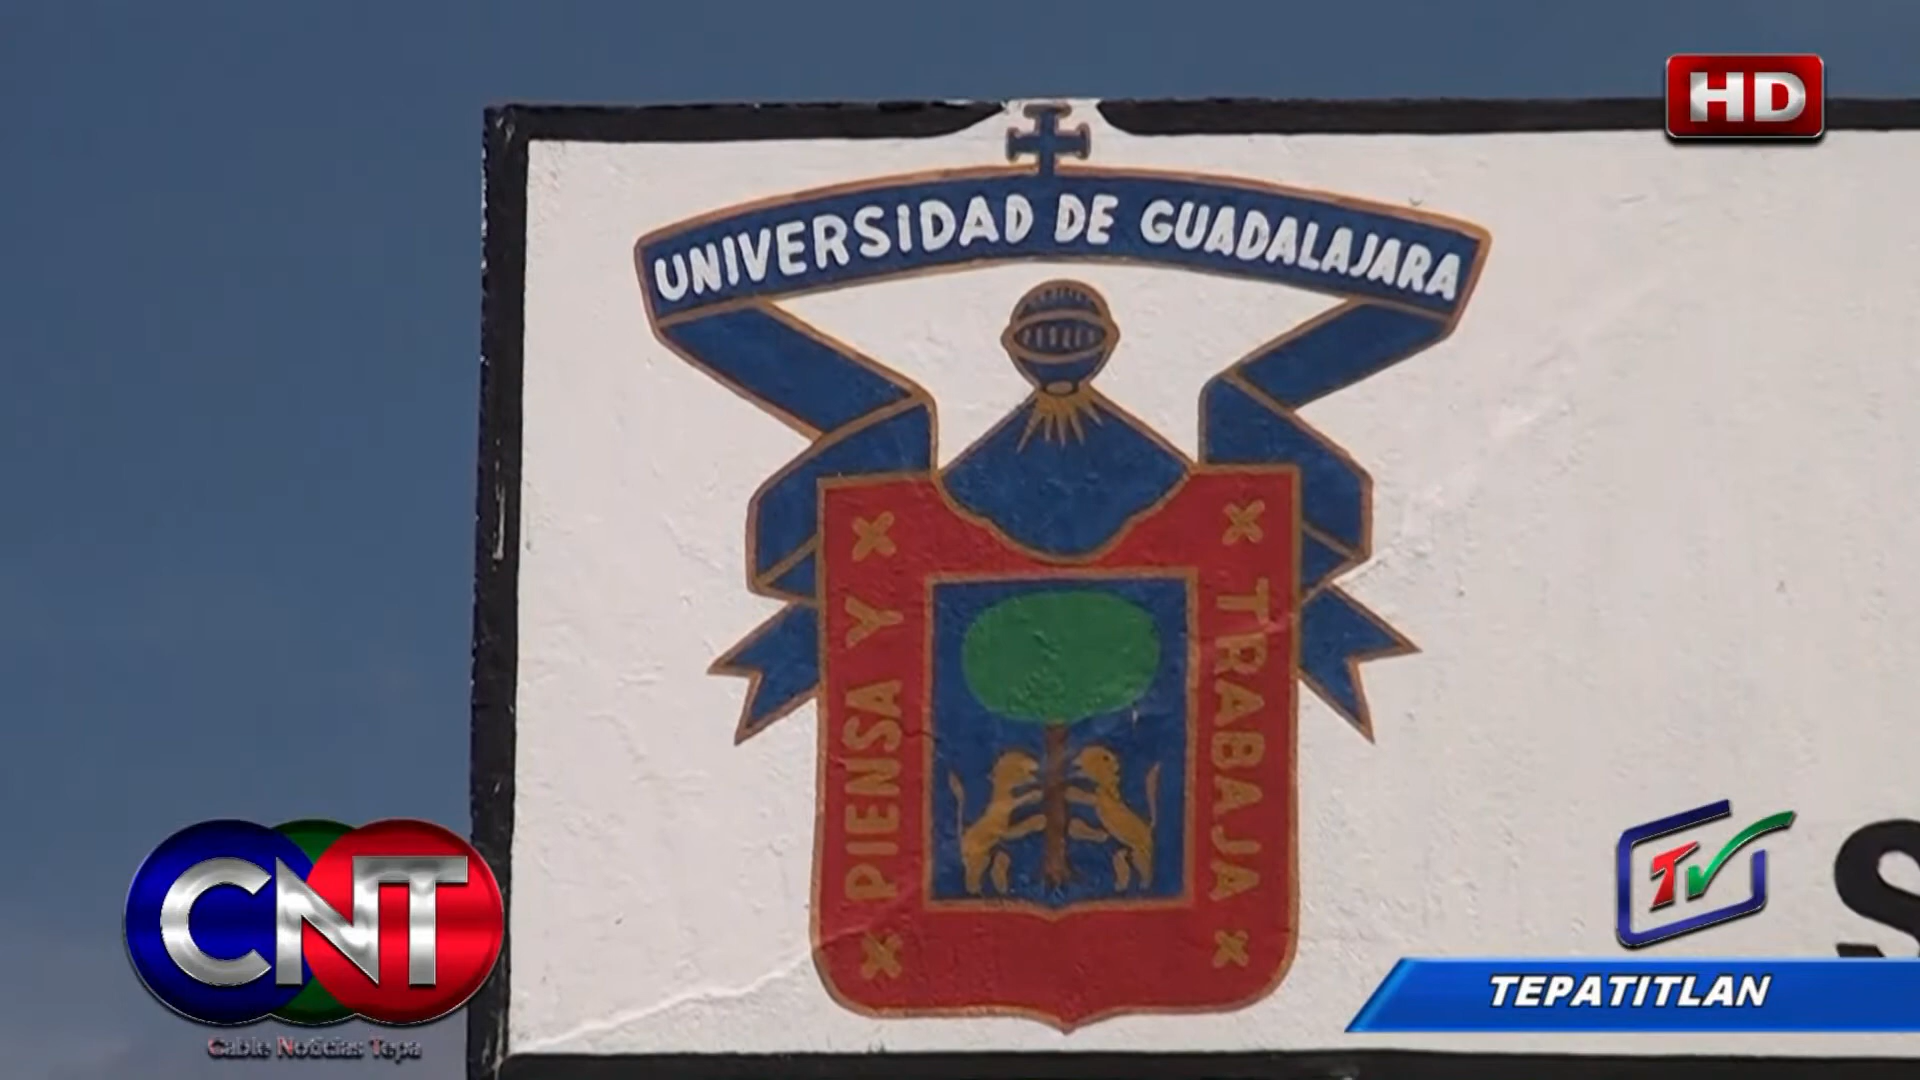 HD
UNIVERSIDAD DE GUADALAJARA
PIENSA Y
TRABAJA
CNT
Cable Noticias Tepa
TV
S
TEPATITLAN